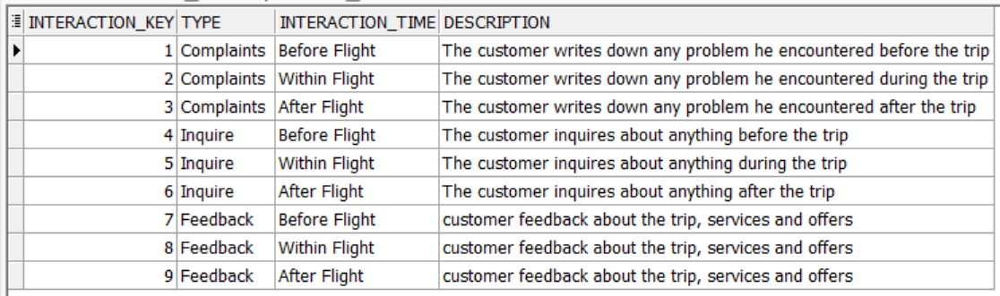 INTERACTION_KEY TYPE INTERACTION_TIME DESCRIPTION
1 Complaints Before Flight The customer writes down any problem he encountered before the trip
2 Complaints Within Flight The customer writes down any problem he encountered during the trip
3 Complaints After Flight The customer writes down any problem he encountered after the trip
4 Inquire Before Flight The customer inquires about anything before the trip
5 Inquire Within Flight The customer inquires about anything during the trip
6 Inquire After Flight The customer inquires about anything after the trip
7 Feedback Before Flight customer feedback about the trip, services and offers
8 Feedback Within Flight customer feedback about the trip, services and offers
9 Feedback After Flight customer feedback about the trip, services and offers